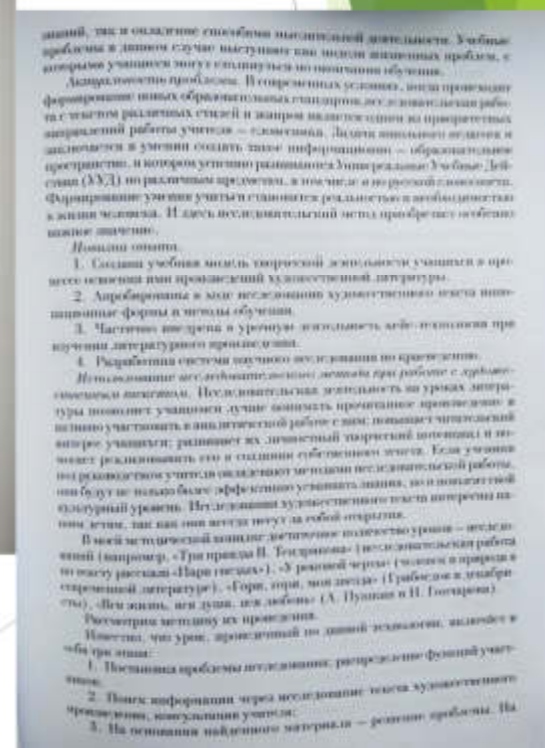 знаний, так и овладение способами мыслительной деятельности. Учебные
проблемы в данном случае выступают как модели жизненных проблем, с
которыми учащиеся могут столкнуться по окончании обучения.
Актуальность проблемы. В современных условиях, когда происходит
формирование новых образовательных стандартов, исследовательская рабо-
та с текстом различных стилей и жанров является одним из приоритетных
направлений работы учителя – словесника. Задача школьного педагога и
заключается в умении создать такое информационно – образовательное
пространство, в котором успешно развивались Универсальные Учебные Дей-
ствия (УУД) по различным предметам, в том числе и по русской словесности.
Формирование умения учиться становится реальностью и необходимостью
в жизни человека. И здесь исследовательский метод приобретает особенно
важное значение.
Новизна опыта.
1. Создана учебная модель творческой деятельности учащихся в про-
цессе освоения ими произведений художественной литературы.
2. Апробированы в ходе исследования художественного текста инно-
вационные формы и методы обучения.
3. Частично внедрена в урочную деятельность кейс-технология при
изучении литературного произведения.
4. Разработана система научного исследования по краеведению.
Использование исследовательского метода при работе с художе-
ственным текстом. Исследовательская деятельность на уроках литера-
туры позволяет учащимся лучше понимать прочитанное произведение и
активно участвовать в аналитической работе с ним; повышает читательский
интерес учащихся; развивает их личностный творческий потенциал и по-
могает реализовывать его в создании собственного текста. Если ученики
под руководством учителя овладевают методами исследовательской работы,
они будут не только более эффективно усваивать знания, но и повысят свой
культурный уровень. Исследования художественного текста интересны на-
шим детям, так как они всегда несут за собой открытия.
В моей методической копилке достаточное количество уроков – исследо-
ваний (например, «Три правды В. Тендрякова» (исследовательская работа
по тексту рассказа «Пара гнедых»), «У роковой черты» (человек и природа в
современной литературе), «Гори, гори, моя звезда» (Грибоедов и декабри-
сты), «Вся жизнь, вся душа, вся любовь» (А. Пушкин и Н. Гончарова).
Рассмотрим методику их проведения.
Известно, что урок, проведенный по данной технологии, включает в
себя три этапа:
1. Постановка проблемы исследования; распределение функций участ-
ников;
2. Поиск информации через исследование текста художественного
произведения, консультация учителя;
3. На основании найденного материала – решение проблемы. На